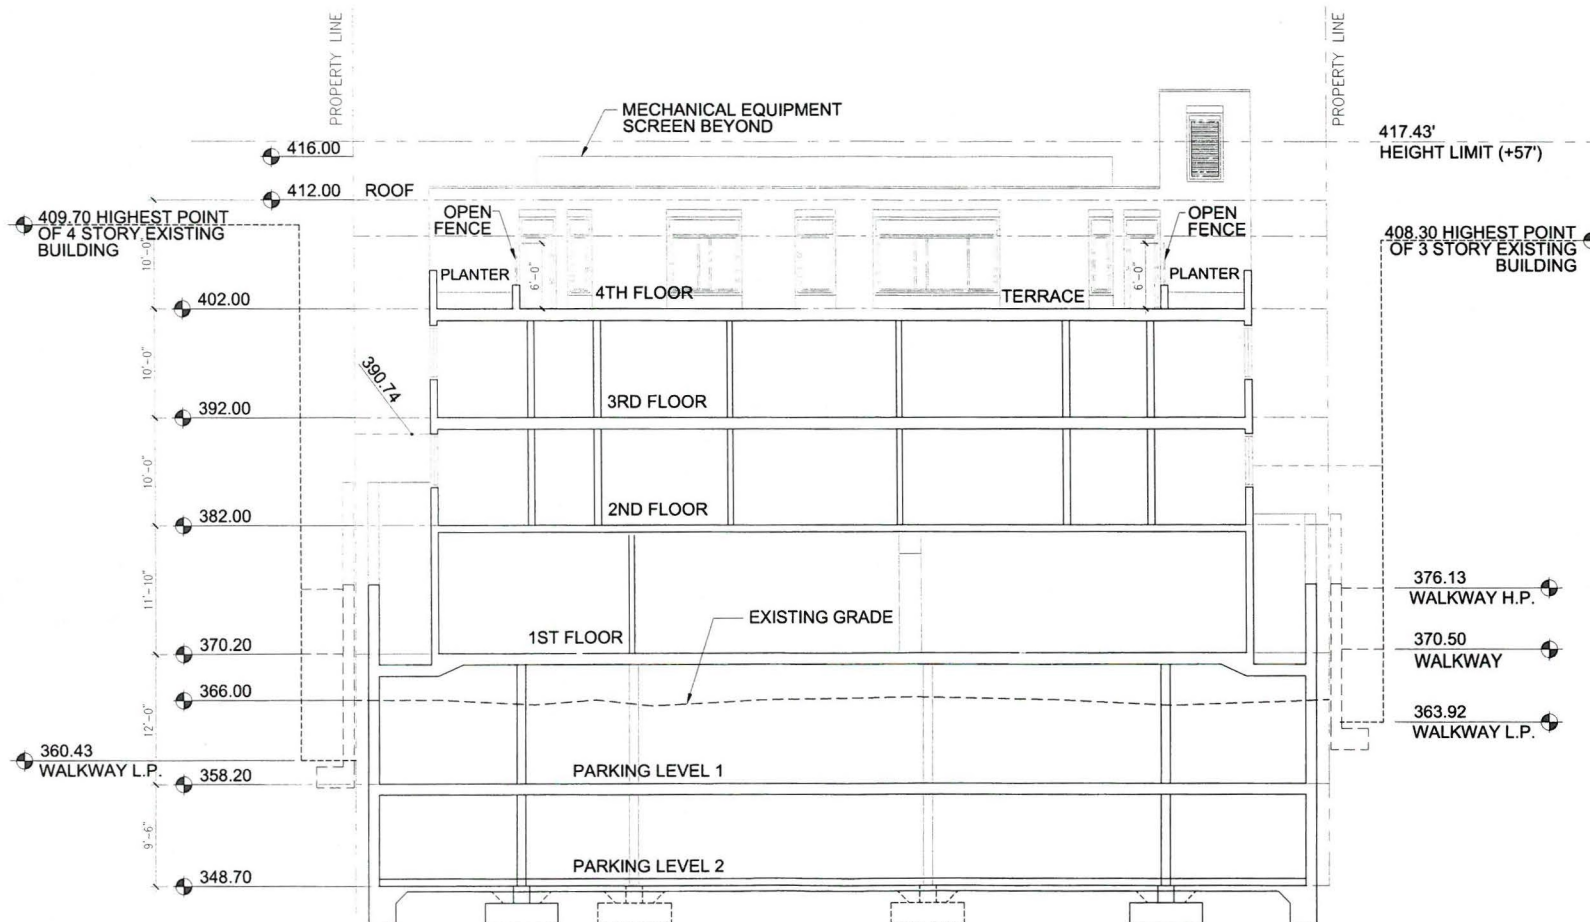 PROPERTY LINE
PROPERTY LINE
MECHANICAL EQUIPMENT
SCREEN BEYOND
417.43'
HEIGHT LIMIT (+57')
416.00
412.00 ROOF
409.70 HIGHEST POINT
OF 4 STORY EXISTING
BUILDING
10'-0"
OPEN
FENCE
OPEN
FENCE
408.30 HIGHEST POINT
OF 3 STORY EXISTING
BUILDING
PLANTER
6'-0"
6'-0"
PLANTER
402.00
4TH FLOOR
TERRACE
10'-0"
390.74
392.00
3RD FLOOR
10'-0"
382.00
2ND FLOOR
11'-10"
376.13
WALKWAY H.P.
EXISTING GRADE
370.20
1ST FLOOR
370.50
WALKWAY
366.00
12'-0"
363.92
WALKWAY L.P.
360.43
WALKWAY L.P.
358.20
PARKING LEVEL 1
9'-6"
348.70
PARKING LEVEL 2